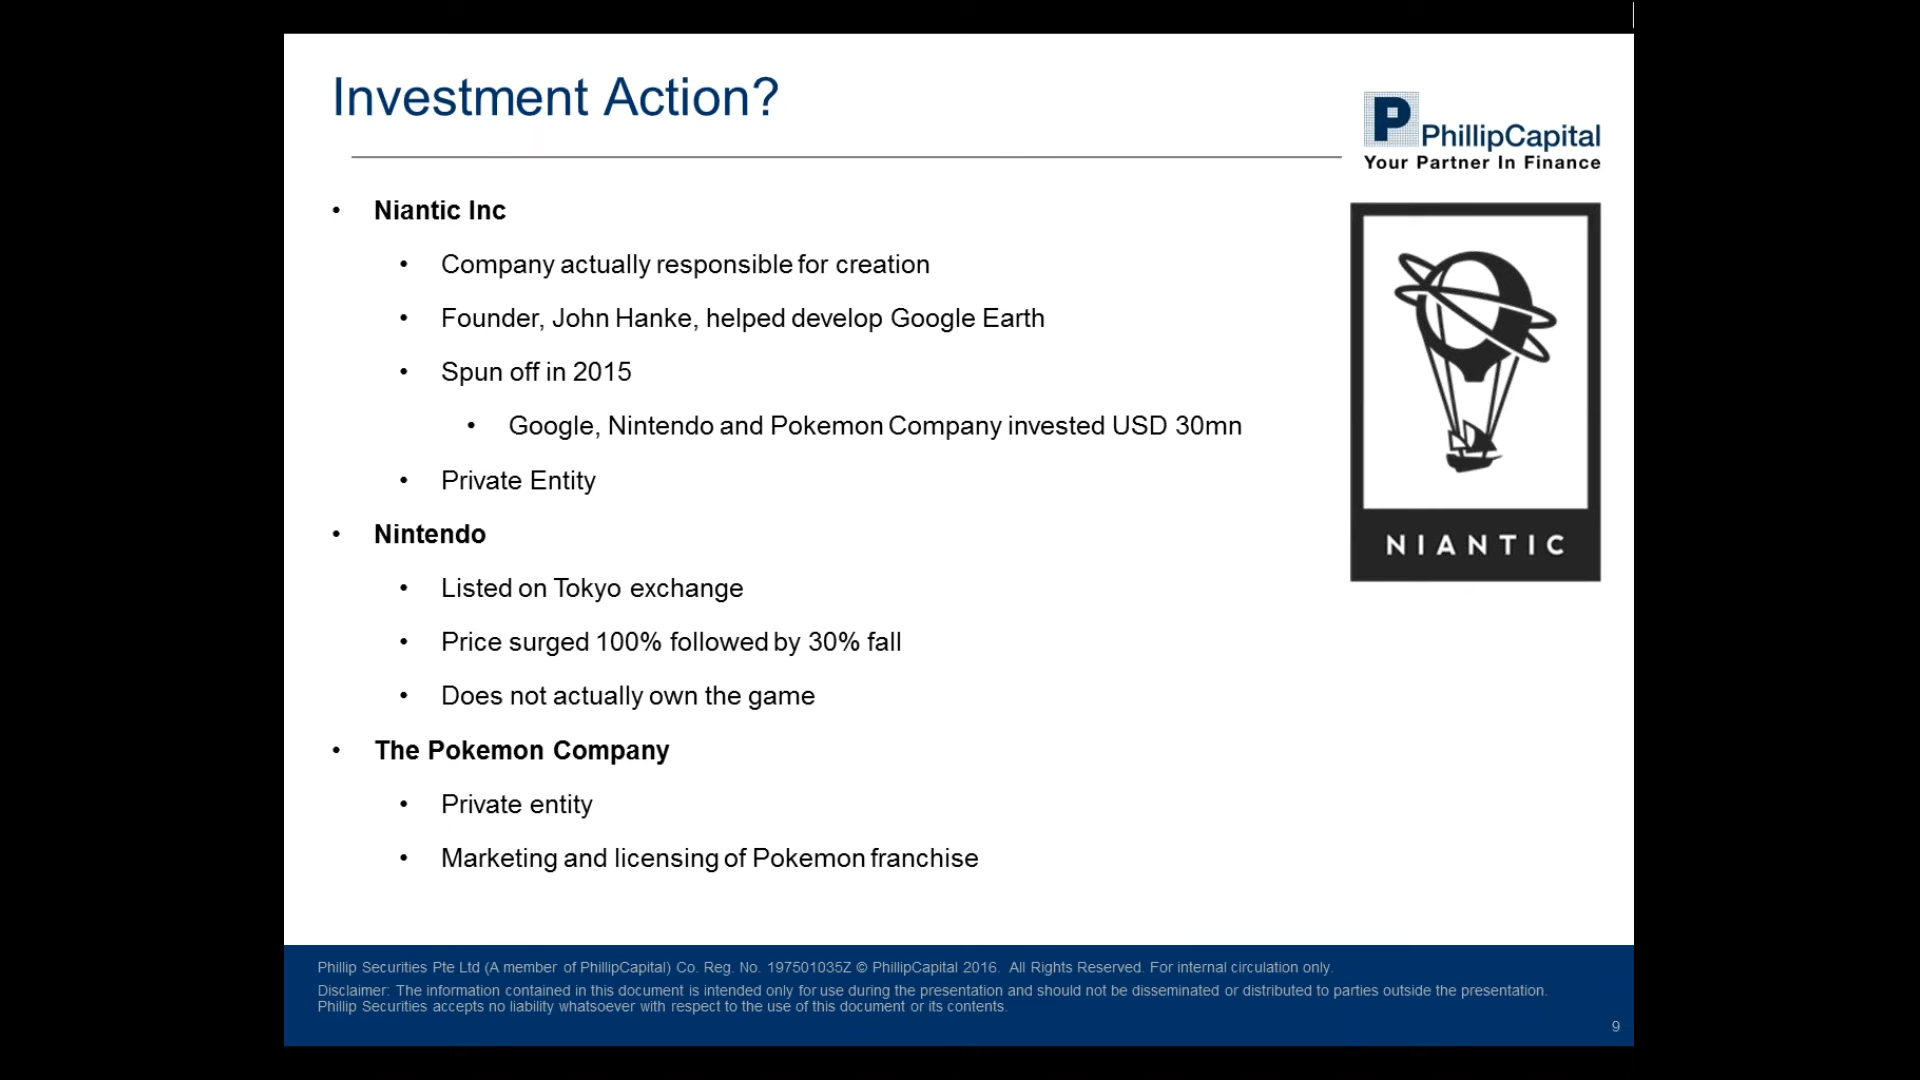 Investment Action?
P
PhillipCapital
Your Partner In Finance
• Niantic Inc
• Company actually responsible for creation
• Founder, John Hanke, helped develop Google Earth
• Spun off in 2015
• Google, Nintendo and Pokemon Company invested USD 30mn
• Private Entity
NIANTIC
• Nintendo
• Listed on Tokyo exchange
• Price surged 100% followed by 30% fall
• Does not actually own the game
• The Pokemon Company
• Private entity
• Marketing and licensing of Pokemon franchise
Phillip Securities Pte Ltd (A member of PhillipCapital) Co. Reg. No. 197501035Z © PhillipCapital 2016. All Rights Reserved. For internal circulation only.
Disclaimer: The information contained in this document is intended only for use during the presentation and should not be disseminated or distributed to parties outside the presentation.
Phillip Securities accepts no liability whatsoever with respect to the use of this document or its contents.
9